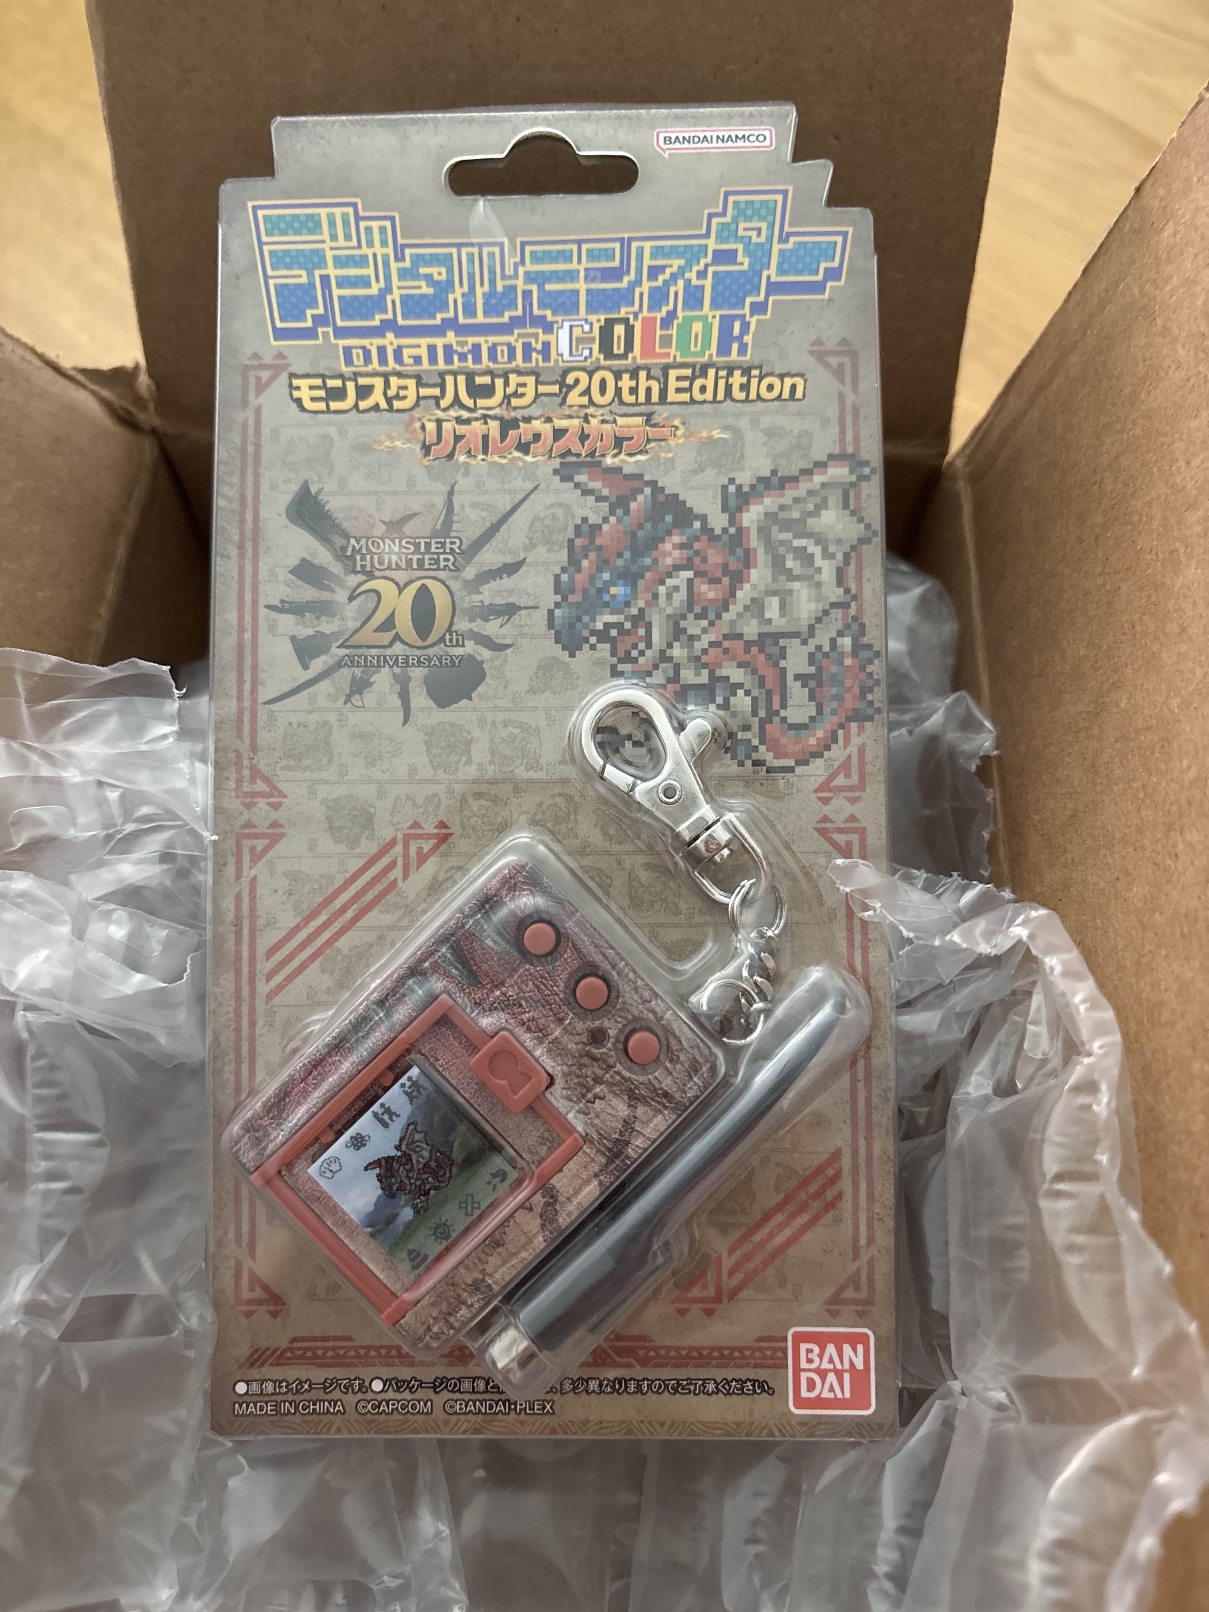 BANDAI NAMCO
デジタルモンスター
DIGIMON COLOR
モンスターハンター 20th Edition
リオレウスカラー
MONSTER
HUNTER
20th
ANNIVERSARY
BAN
DAI
●画像はイメージです。●パッケージの画像と 多少異なりますのでご了承ください。
MADE IN CHINA ©CAPCOM ©BANDAI・PLEX